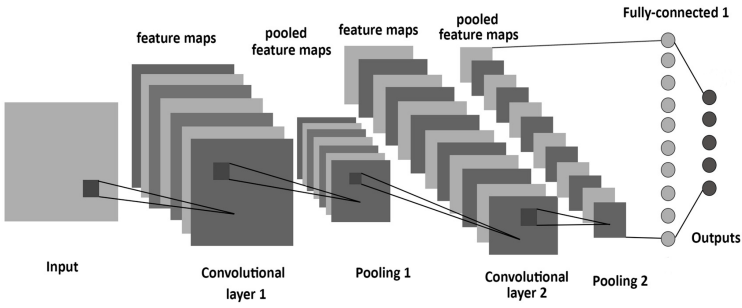 feature maps
pooled
feature maps
feature maps
pooled
feature maps
Fully-connected 1
Input
Convolutional
layer 1
Pooling 1
Convolutional
layer 2
Pooling 2
Outputs